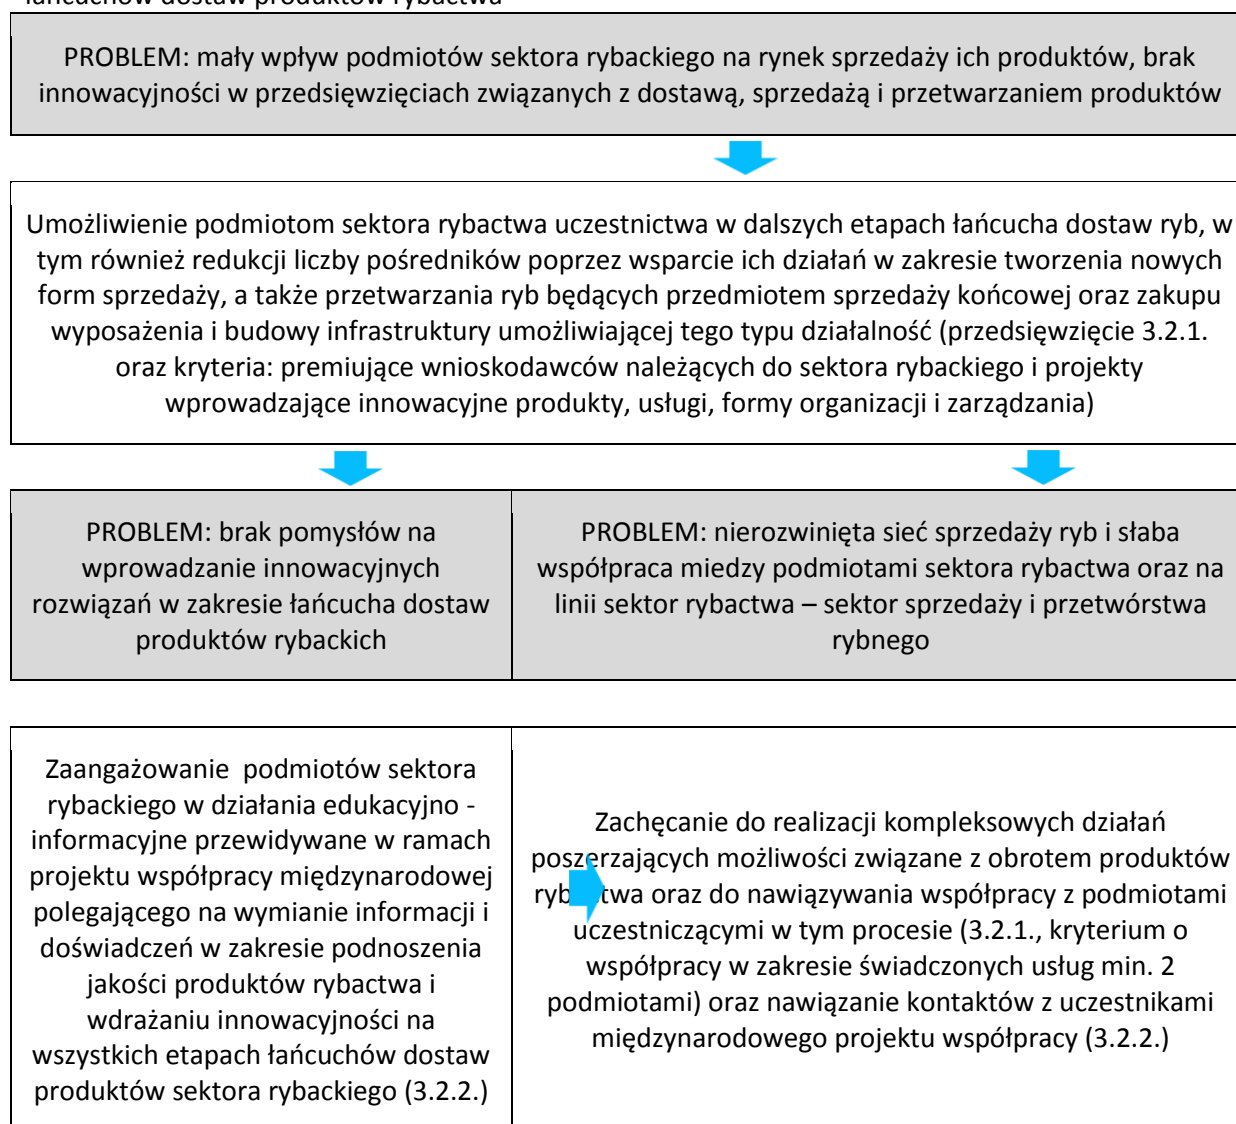 łańcuchów dostaw produktów rybactwa
PROBLEM: mały wpływ podmiotów sektora rybackiego na rynek sprzedaży ich produktów, brak
innowacyjności w przedsięwzięciach związanych z dostawą, sprzedażą i przetwarzaniem produktów
Umożliwienie podmiotom sektora rybactwa uczestnictwa w dalszych etapach łańcucha dostaw ryb, w
tym również redukcji liczby pośredników poprzez wsparcie ich działań w zakresie tworzenia nowych
form sprzedaży, a także przetwarzania ryb będących przedmiotem sprzedaży końcowej oraz zakupu
wyposażenia i budowy infrastruktury umożliwiającej tego typu działalność (przedsięwzięcie 3.2.1.
oraz kryteria: premiujące wnioskodawców należących do sektora rybackiego i projekty
wprowadzające innowacyjne produkty, usługi, formy organizacji i zarządzania)
PROBLEM: brak pomysłów na
wprowadzanie innowacyjnych
rozwiązań w zakresie łańcucha dostaw
produktów rybackich
PROBLEM: nierozwinięta sieć sprzedaży ryb i słaba
współpraca miedzy podmiotami sektora rybactwa oraz na
linii sektor rybactwa – sektor sprzedaży i przetwórstwa
rybnego
Zaangażowanie podmiotów sektora
rybackiego w działania edukacyjno -
informacyjne przewidywane w ramach
projektu współpracy międzynarodowej
polegającego na wymianie informacji i
doświadczeń w zakresie podnoszenia
jakości produktów rybactwa i
wdrażaniu innowacyjności na
wszystkich etapach łańcuchów dostaw
produktów sektora rybackiego (3.2.2.)
Zachęcanie do realizacji kompleksowych działań
poszerzających możliwości związane z obrotem produktów
rybactwa oraz do nawiązywania współpracy z podmiotami
uczestniczącymi w tym procesie (3.2.1., kryterium o
współpracy w zakresie świadczonych usług min. 2
podmiotami) oraz nawiązanie kontaktów z uczestnikami
międzynarodowego projektu współpracy (3.2.2.)